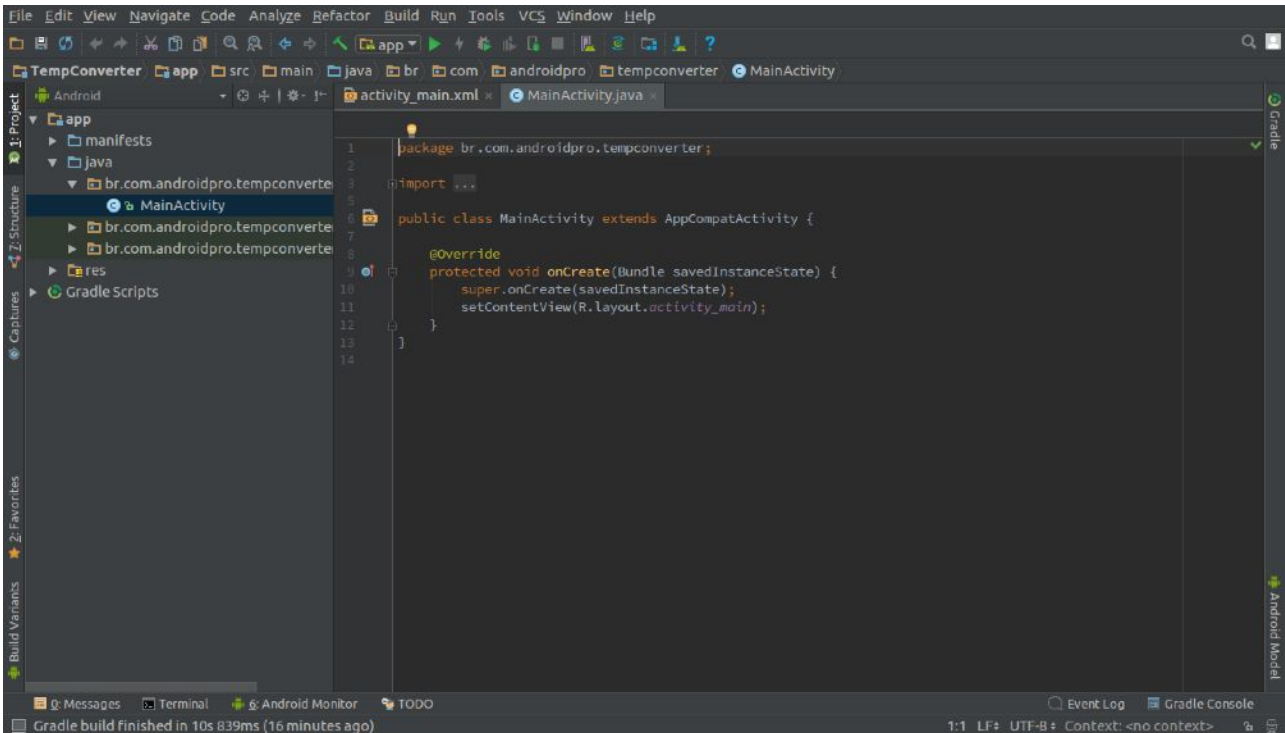 File Edit View Navigate Code Analyze Refactor Build Run Tools VCS Window Help
app
TempConverter app src main java br com androidpro tempconverter MainActivity
1: Project
7: Structure
Captures
2: Favorites
Build Variants
Android
app
manifests
java
br.com.androidpro.tempconverte
MainActivity
br.com.androidpro.tempconverte
br.com.androidpro.tempconverte
res
Gradle Scripts
activity_main.xml × MainActivity.java ×
1 package br.com.androidpro.tempconverter;
2
3 import ...
5
6 public class MainActivity extends AppCompatActivity {
7
8 @Override
9 protected void onCreate(Bundle savedInstanceState) {
10 super.onCreate(savedInstanceState);
11 setContentView(R.layout.activity_main);
12 }
13 }
14
Gradle
Android Model
0: Messages Terminal 6: Android Monitor TODO Event Log Gradle Console
Gradle build finished in 10s 839ms (16 minutes ago) 1:1 LF÷ UTF-8÷ Context: <no context>